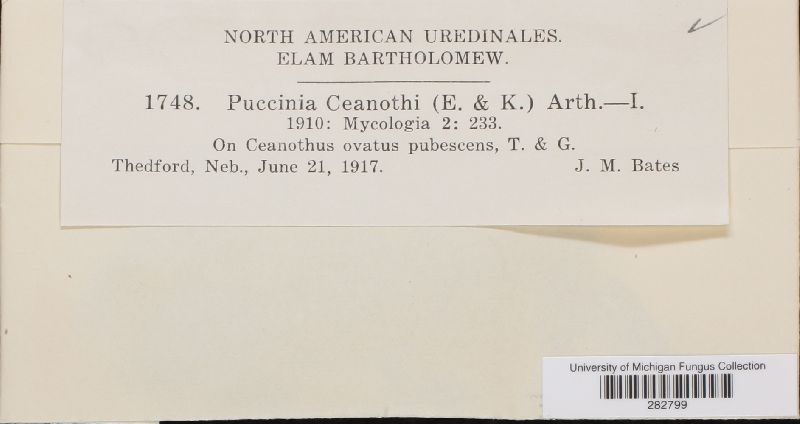 NORTH AMERICAN UREDINALES.
ELAM BARTHOLOMEW.
1748. Puccinia Ceanothi (E. & K.) Arth.—I.
1910: Mycologia 2: 233.
On Ceanothus ovatus pubescens, T. & G.
Thedford, Neb., June 21, 1917. J. M. Bates
University of Michigan Fungus Collection
282799